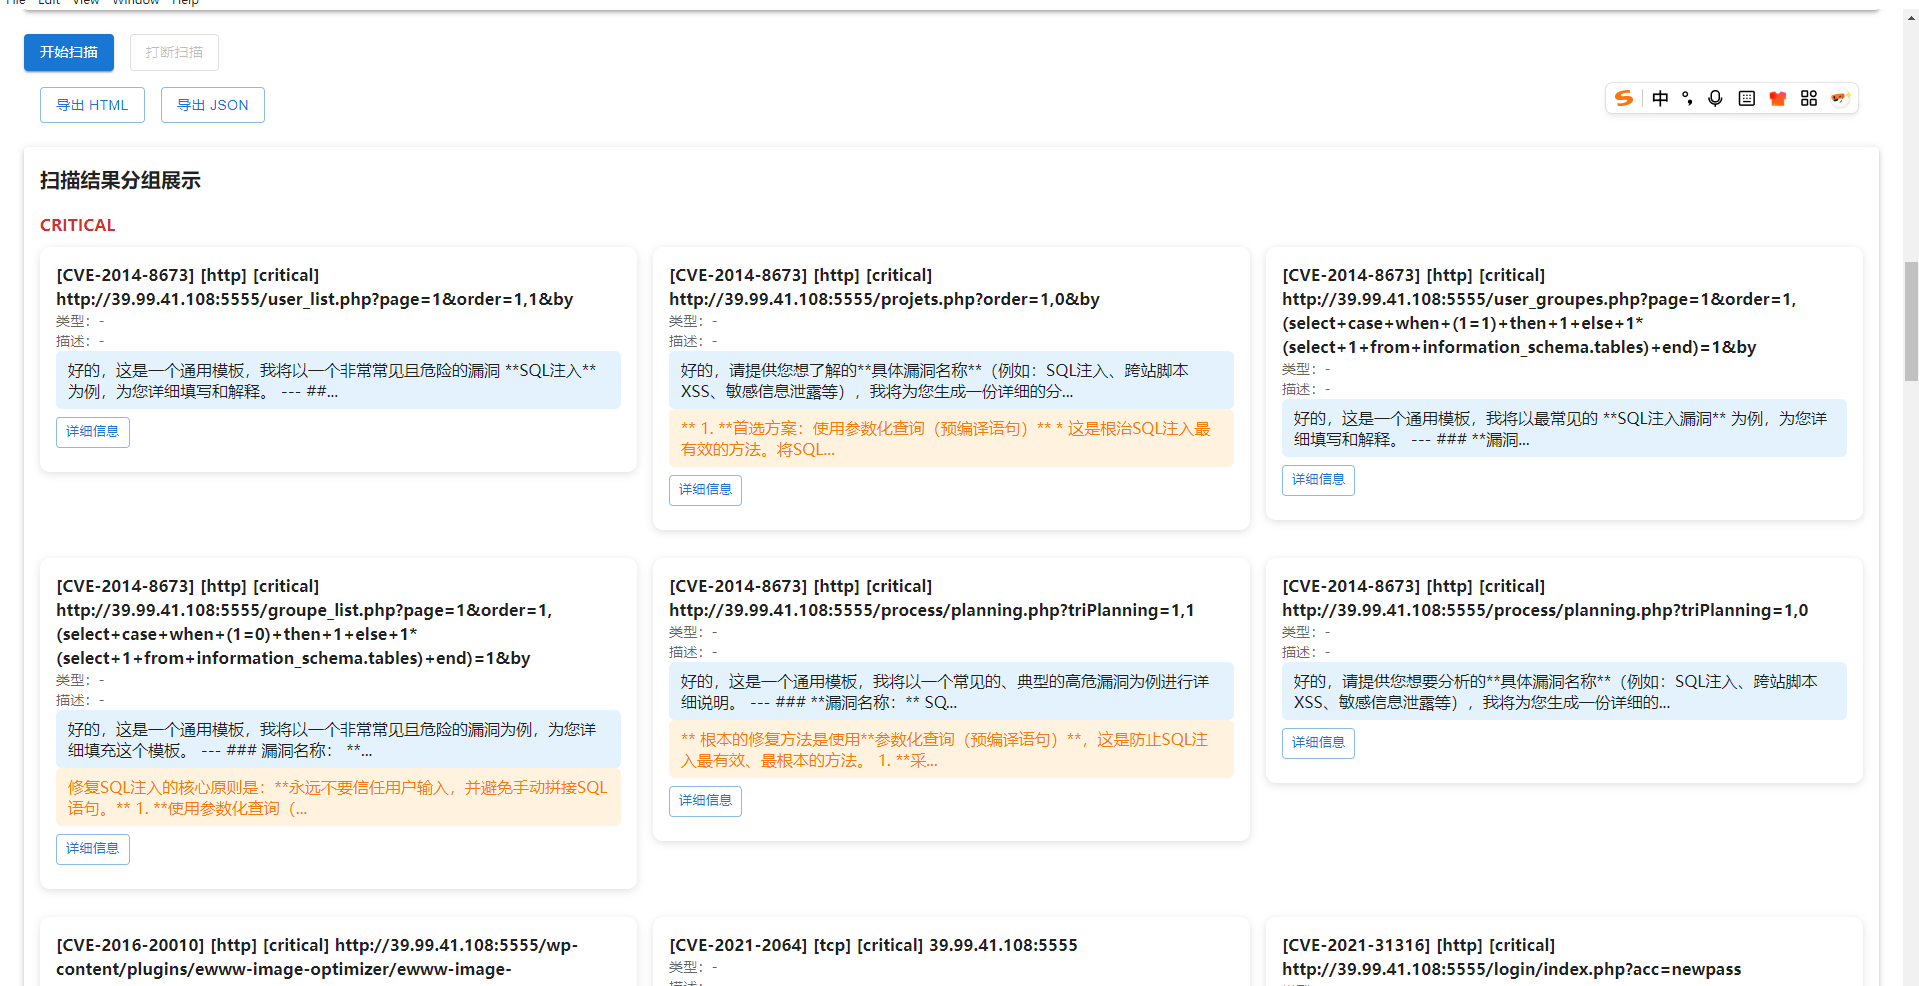 File Edit View Window Help
开始扫描 打断扫描
导出 HTML 导出 JSON
中
扫描结果分组展示
CRITICAL
[CVE-2014-8673] [http] [critical]
http://39.99.41.108:5555/user_list.php?page=1&order=1,1&by
类型：-
描述：-
好的，这是一个通用模板，我将以一个非常常见且危险的漏洞 **SQL注入**
为例，为您详细填写和解释。 --- ##...
详细信息
[CVE-2014-8673] [http] [critical]
http://39.99.41.108:5555/projets.php?order=1,0&by
类型：-
描述：-
好的，请提供您想了解的**具体漏洞名称**（例如：SQL注入、跨站脚本
XSS、敏感信息泄露等），我将为您生成一份详细的分...
** 1. **首选方案：使用参数化查询（预编译语句）** * 这是根治SQL注入最
有效的方法。将SQL...
详细信息
[CVE-2014-8673] [http] [critical]
http://39.99.41.108:5555/user_groupes.php?page=1&order=1,
(select+case+when+(1=1)+then+1+else+1*
(select+1+from+information_schema.tables)+end)=1&by
类型：-
描述：-
好的，这是一个通用模板，我将以最常见的 **SQL注入漏洞** 为例，为您详
细填写和解释。 --- ### **漏洞...
详细信息
[CVE-2014-8673] [http] [critical]
http://39.99.41.108:5555/groupe_list.php?page=1&order=1,
(select+case+when+(1=0)+then+1+else+1*
(select+1+from+information_schema.tables)+end)=1&by
类型：-
描述：-
好的，这是一个通用模板，我将以一个非常常见且危险的漏洞为例，为您详
细填充这个模板。 --- ### 漏洞名称： **...
修复SQL注入的核心原则是：**永远不要信任用户输入，并避免手动拼接SQL
语句。** 1. **使用参数化查询（...
详细信息
[CVE-2014-8673] [http] [critical]
http://39.99.41.108:5555/process/planning.php?triPlanning=1,1
类型：-
描述：-
好的，这是一个通用模板，我将以一个常见的、典型的高危漏洞为例进行详
细说明。 --- ### **漏洞名称：** SQ...
** 根本的修复方法是使用**参数化查询（预编译语句）**，这是防止SQL注
入最有效、最根本的方法。 1. **采...
详细信息
[CVE-2014-8673] [http] [critical]
http://39.99.41.108:5555/process/planning.php?triPlanning=1,0
类型：-
描述：-
好的，请提供您想要分析的**具体漏洞名称**（例如：SQL注入、跨站脚本
XSS、敏感信息泄露等），我将为您生成一份详细的...
详细信息
[CVE-2016-20010] [http] [critical] http://39.99.41.108:5555/wp-
content/plugins/ewww-image-optimizer/ewww-image-
[CVE-2021-2064] [tcp] [critical] 39.99.41.108:5555
类型：-
描述：-
[CVE-2021-31316] [http] [critical]
http://39.99.41.108:5555/login/index.php?acc=newpass